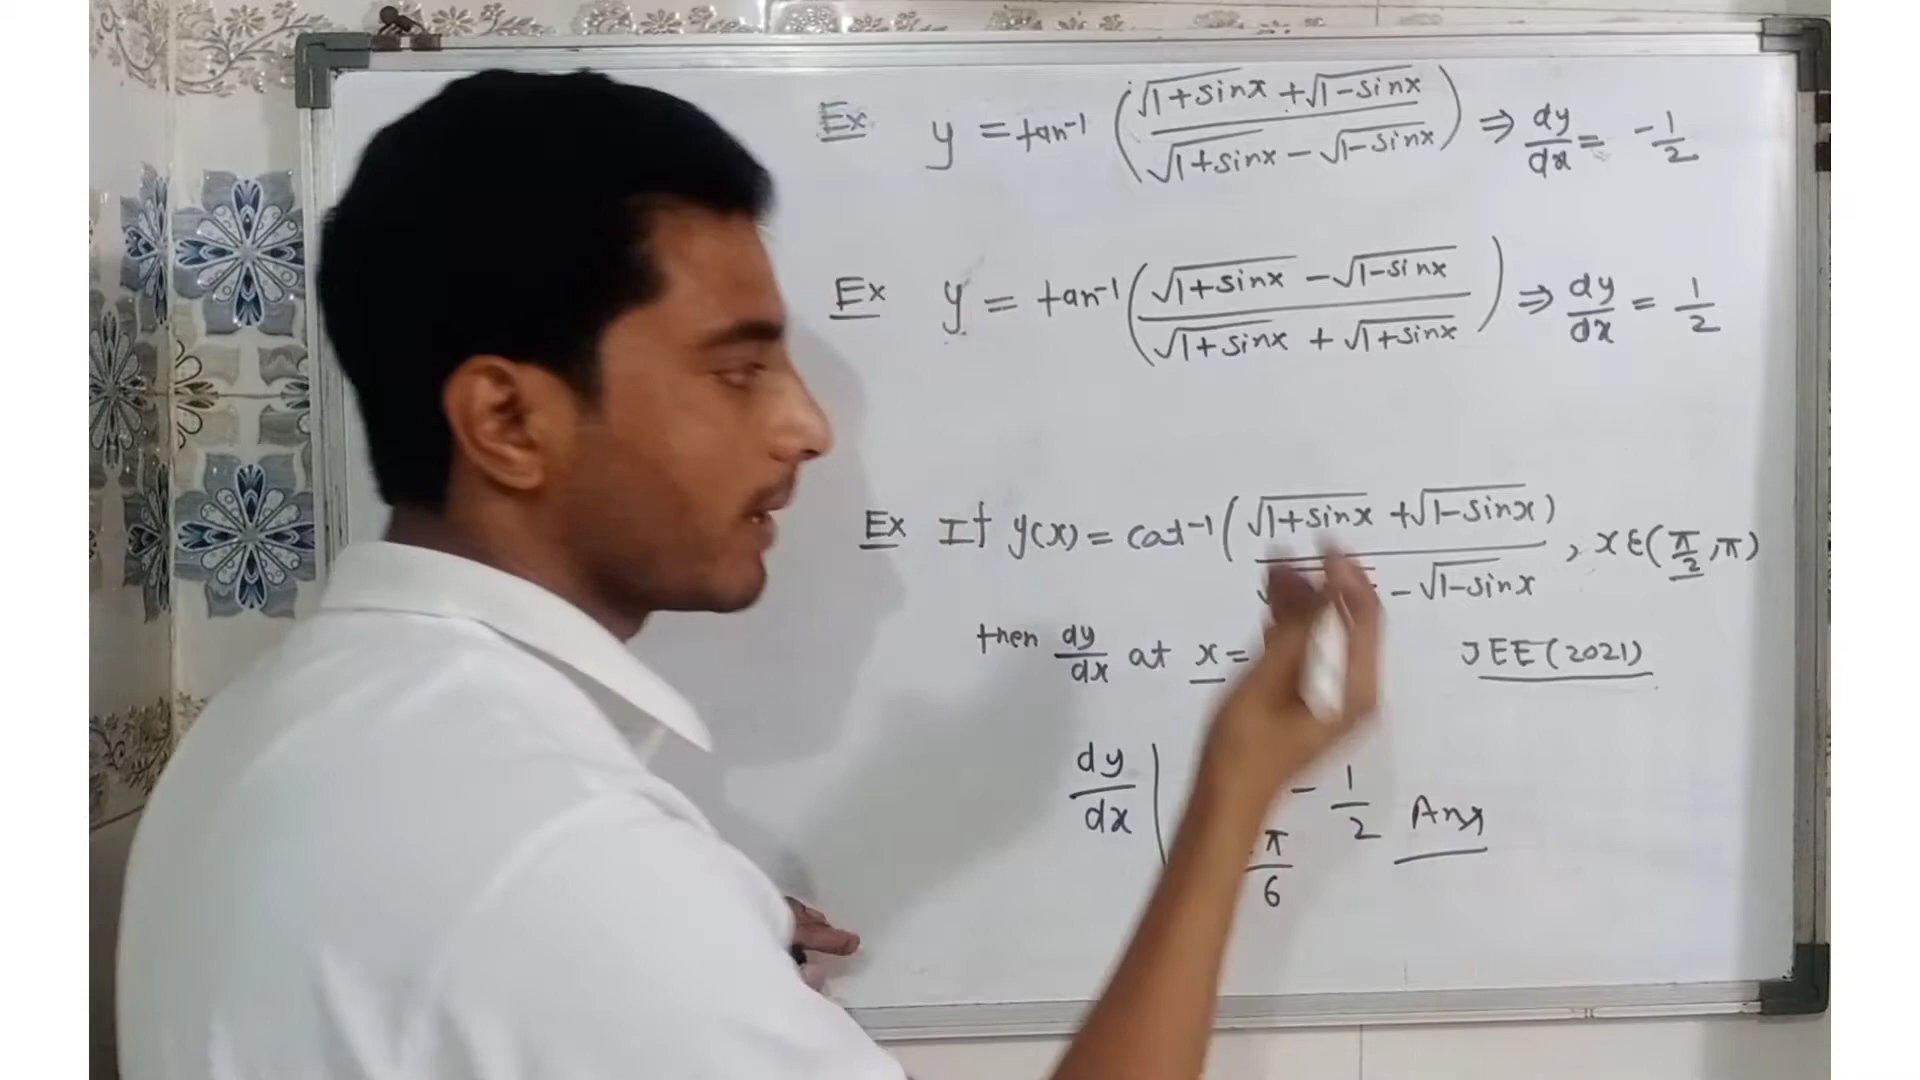 Ex y = tan⁻¹ ( (√1+sinx + √1-sinx) / (√1+sinx - √1-sinx) ) ⇒ dy/dx = -1/2
Ex y = tan⁻¹ ( (√1+sinx - √1-sinx) / (√1+sinx + √1+sinx) ) ⇒ dy/dx = 1/2
Ex If y(x) = cot⁻¹ ( (√1+sinx + √1-sinx) / ( - √1-sinx) , x∈(π/2, π)
then dy/dx at x= JEE(2021)
dy/dx | π/6 - 1/2 Ans